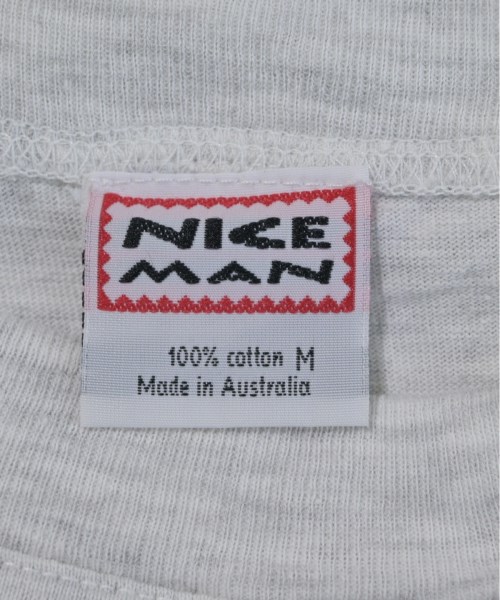 NICE
MAN
100% cotton M
Made in Australia